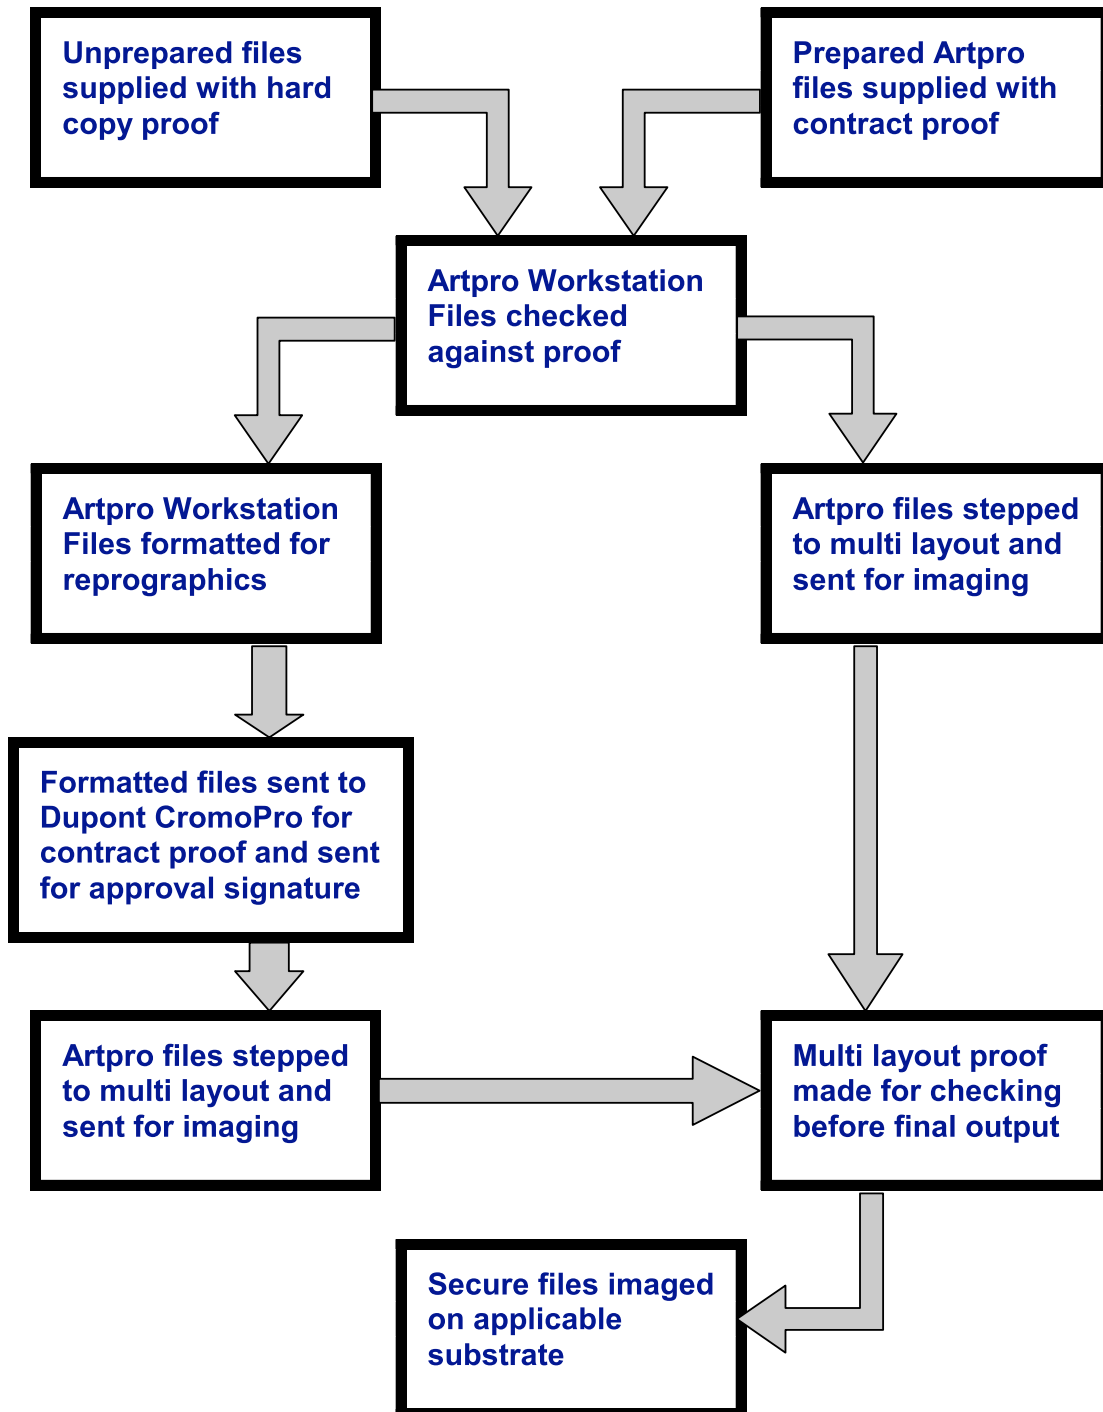 Unprepared files
supplied with hard
copy proof
Prepared Artpro
files supplied with
contract proof
Artpro Workstation
Files checked
against proof
Artpro Workstation
Files formatted for
reprographics
Artpro files stepped
to multi layout and
sent for imaging
Formatted files sent to
Dupont CromoPro for
contract proof and sent
for approval signature
Artpro files stepped
to multi layout and
sent for imaging
Multi layout proof
made for checking
before final output
Secure files imaged
on applicable
substrate